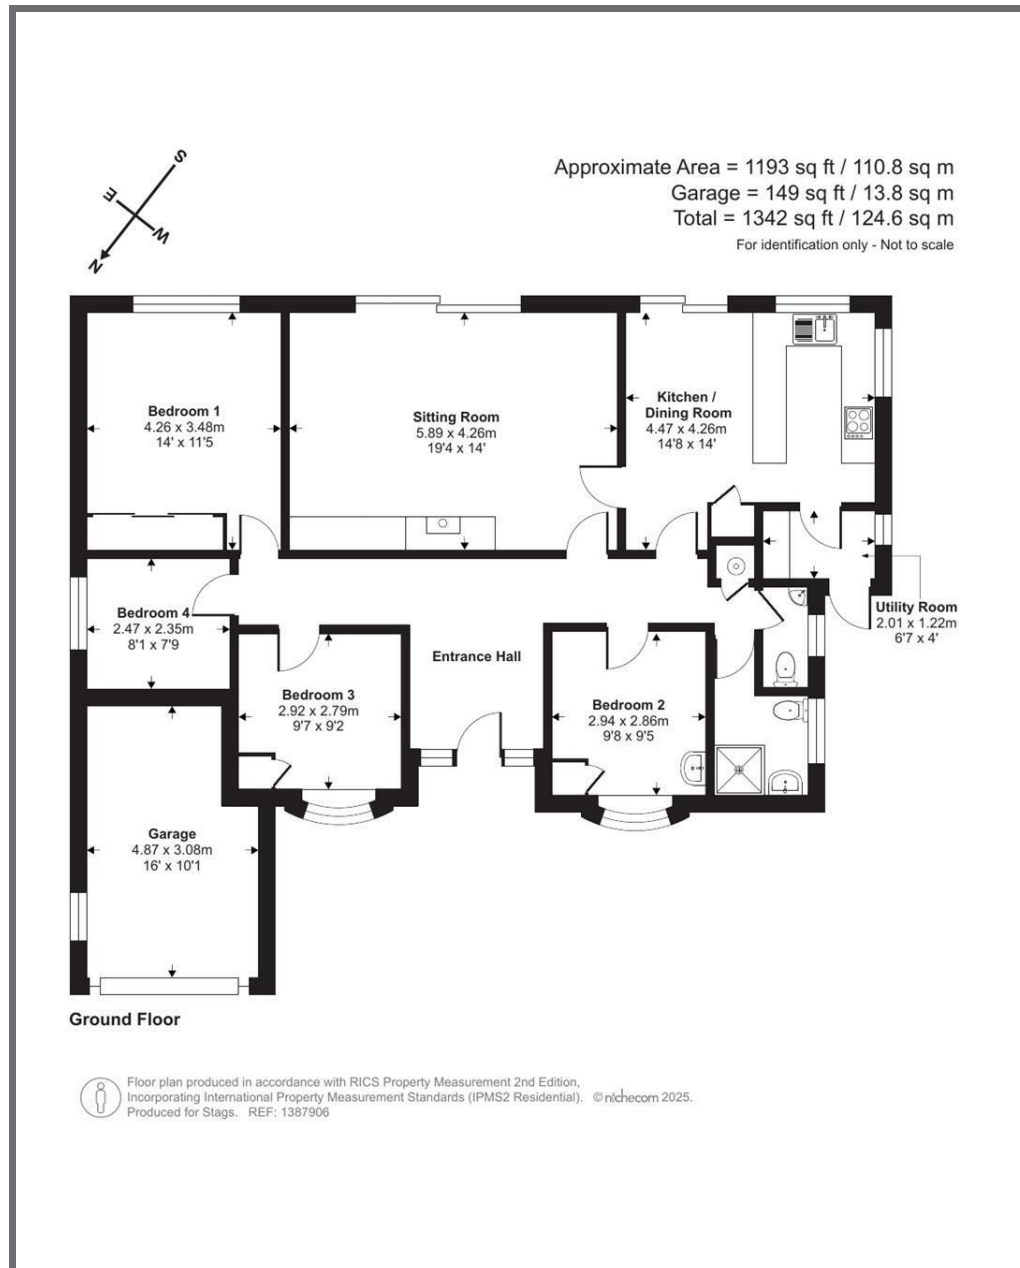 S
E
W
N
Approximate Area = 1193 sq ft / 110.8 sq m
Garage = 149 sq ft / 13.8 sq m
Total = 1342 sq ft / 124.6 sq m
For identification only - Not to scale
Bedroom 1
4.26 x 3.48m
14' x 11'5
Sitting Room
5.89 x 4.26m
19'4 x 14'
Kitchen /
Dining Room
4.47 x 4.26m
14'8 x 14'
Bedroom 4
2.47 x 2.35m
8'1 x 7'9
Utility Room
2.01 x 1.22m
6'7 x 4'
Entrance Hall
Bedroom 3
2.92 x 2.79m
9'7 x 9'2
Bedroom 2
2.94 x 2.86m
9'8 x 9'5
Garage
4.87 x 3.08m
16' x 10'1
Ground Floor
Floor plan produced in accordance with RICS Property Measurement 2nd Edition,
Incorporating International Property Measurement Standards (IPMS2 Residential). © nichecom 2025.
Produced for Stags. REF: 1387906